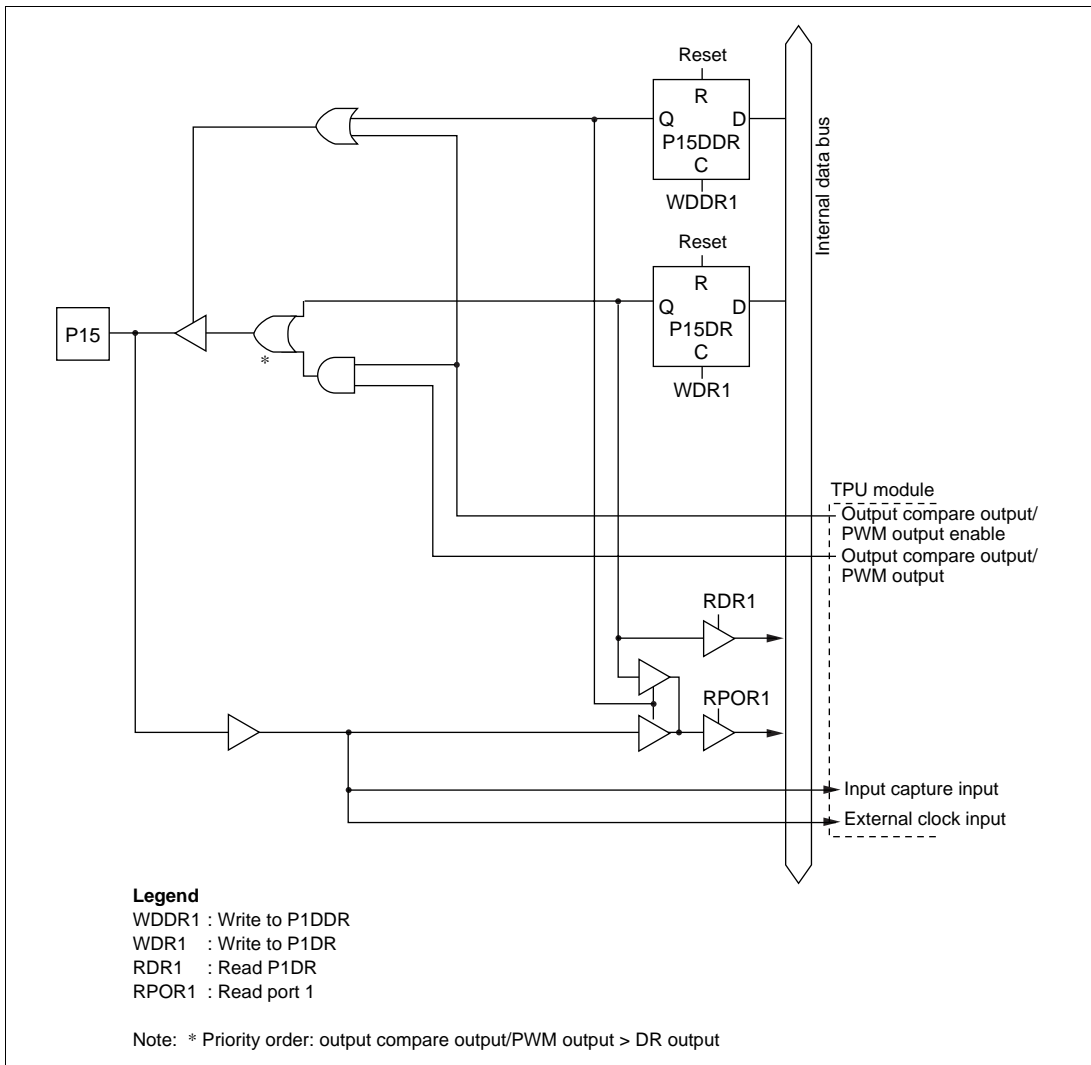 Reset
R
Q D
P15DDR
C
WDDR1
Internal data bus
Reset
R
Q D
P15DR
C
WDR1
P15
*
TPU module
Output compare output/
PWM output enable
Output compare output/
PWM output
RDR1
RPOR1
Input capture input
External clock input
Legend
WDDR1 : Write to P1DDR
WDR1 : Write to P1DR
RDR1 : Read P1DR
RPOR1 : Read port 1
Note: * Priority order: output compare output/PWM output > DR output